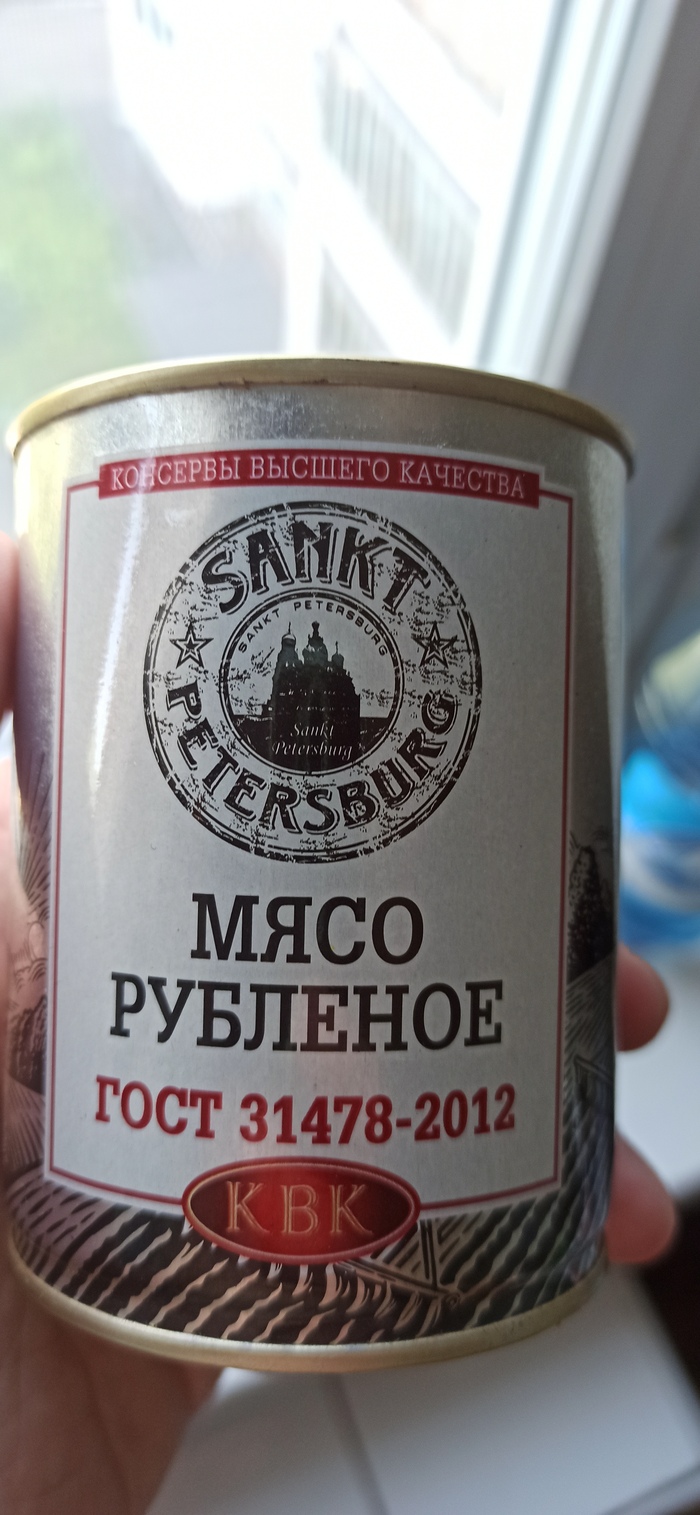 КОНСЕРВЫ ВЫСШЕГО КАЧЕСТВА
SANKT
SANKT PETERSBURG
Sankt
Petersburg
PETERSBURG
МЯСО
РУБЛЕНОЕ
ГОСТ 31478-2012
КВК